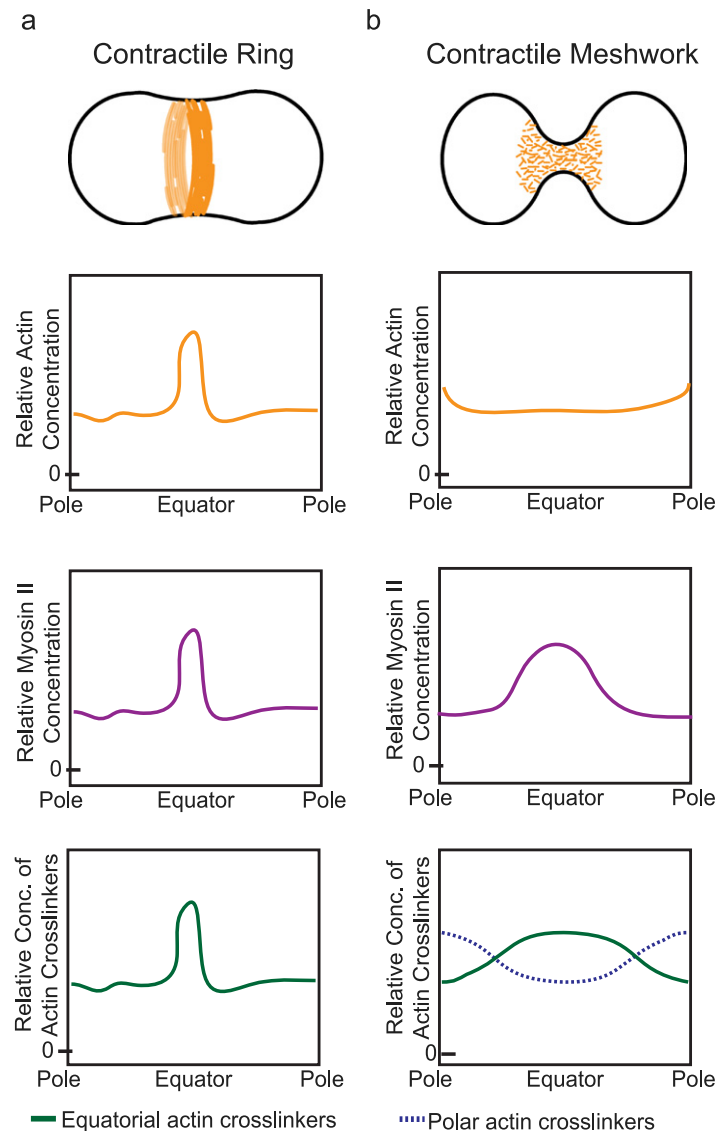 a
Contractile Ring
b
Contractile Meshwork
Relative Actin
Concentration
0
Pole Equator Pole
Relative Actin
Concentration
0
Pole Equator Pole
Relative Myosin II
Concentration
0
Pole Equator Pole
Relative Myosin II
Concentration
0
Pole Equator Pole
Relative Conc. of
Actin Crosslinkers
0
Pole Equator Pole
Relative Conc. of
Actin Crosslinkers
0
Pole Equator Pole
Equatorial actin crosslinkers
Polar actin crosslinkers